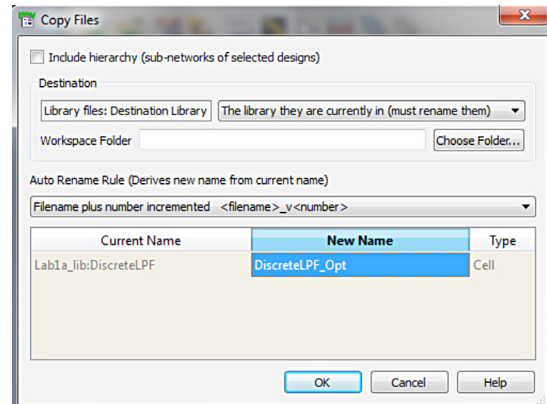 Copy Files
Include hierarchy (sub-networks of selected designs)
Destination
Library files: Destination Library The library they are currently in (must rename them)
Workspace Folder Choose Folder...
Auto Rename Rule (Derives new name from current name)
Filename plus number incremented <filename>_v<number>
Current Name New Name Type
Lab1a_lib:DiscreteLPF DiscreteLPF_Opt Cell
OK Cancel Help